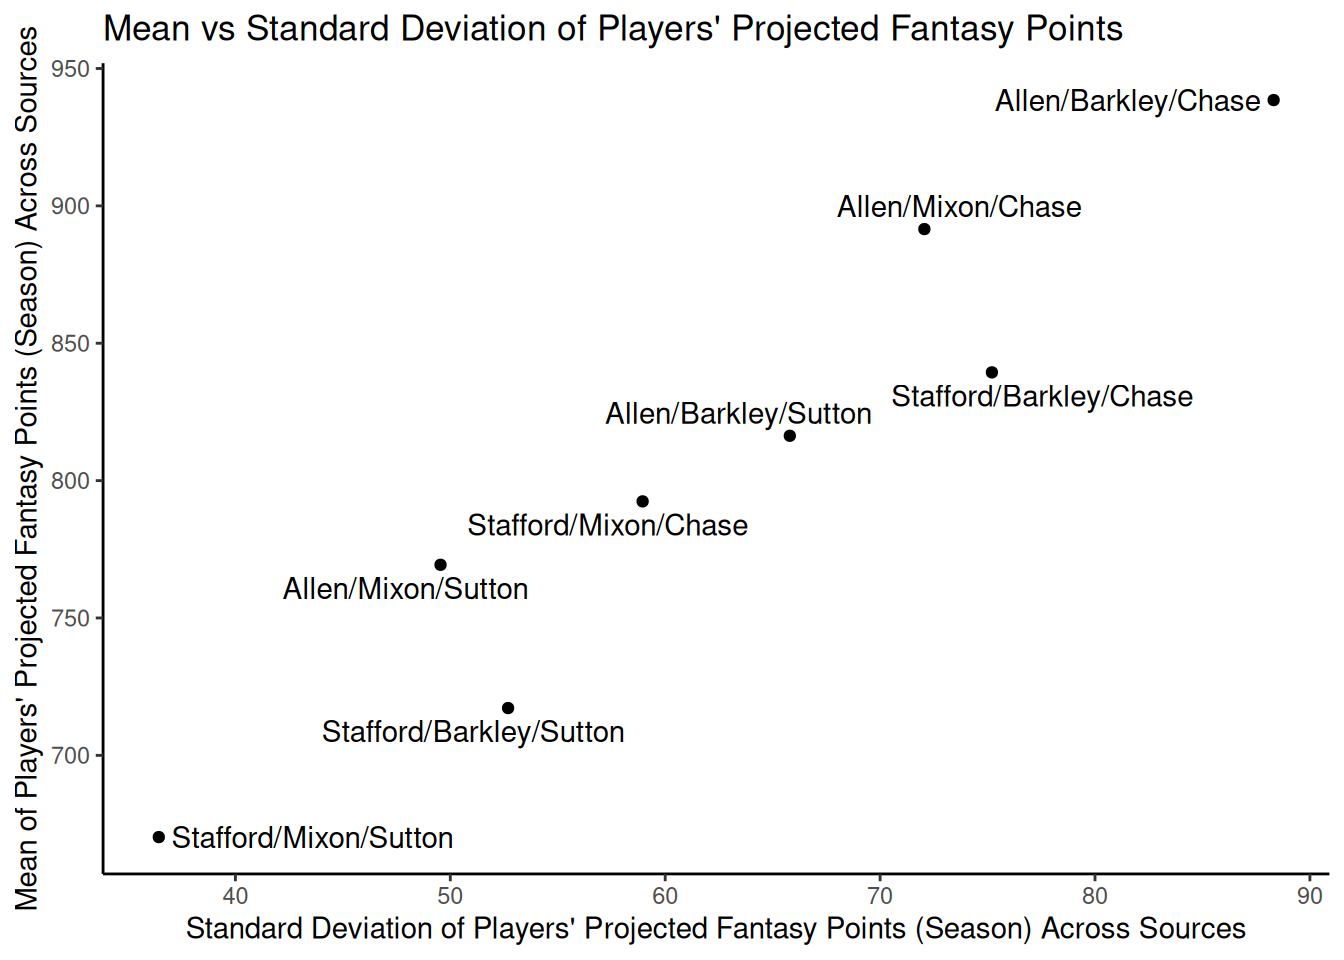 Mean vs Standard Deviation of Players' Projected Fantasy Points
Mean of Players' Projected Fantasy Points (Season) Across Sources
950
900
850
800
750
700
Allen/Barkley/Chase
Allen/Mixon/Chase
Stafford/Barkley/Chase
Allen/Barkley/Sutton
Stafford/Mixon/Chase
Allen/Mixon/Sutton
Stafford/Barkley/Sutton
Stafford/Mixon/Sutton
40 50 60 70 80 90
Standard Deviation of Players' Projected Fantasy Points (Season) Across Sources